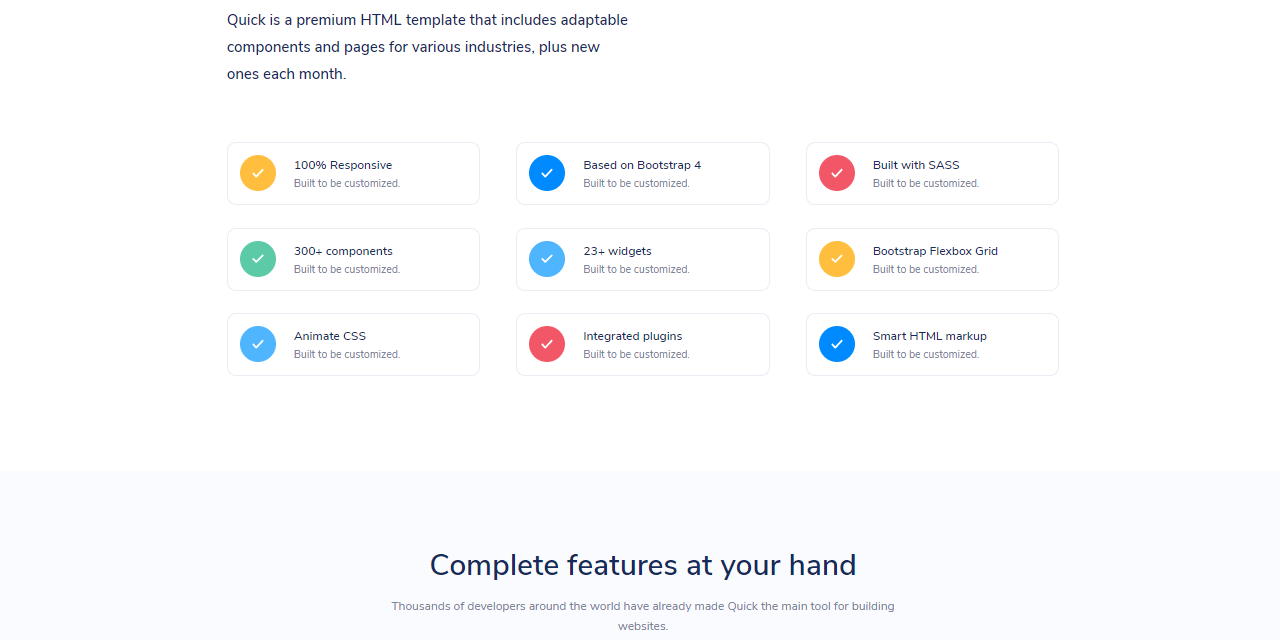 Quick is a premium HTML template that includes adaptable
components and pages for various industries, plus new
ones each month.
100% Responsive
Built to be customized.
Based on Bootstrap 4
Built to be customized.
Built with SASS
Built to be customized.
300+ components
Built to be customized.
23+ widgets
Built to be customized.
Bootstrap Flexbox Grid
Built to be customized.
Animate CSS
Built to be customized.
Integrated plugins
Built to be customized.
Smart HTML markup
Built to be customized.
Complete features at your hand
Thousands of developers around the world have already made Quick the main tool for building
websites.